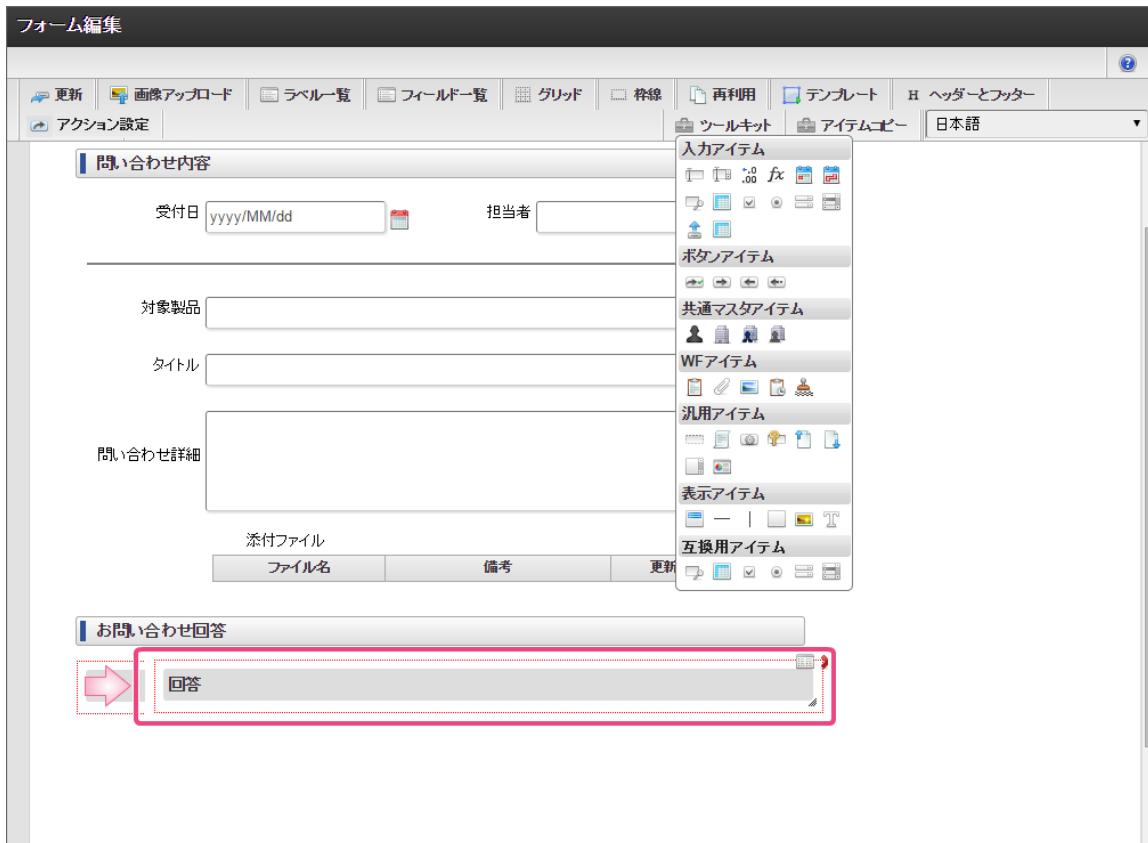 フォーム編集
更新 画像アップロード ラベル一覧 フィールド一覧 グリッド 枠線 再利用 テンプレート H ヘッダーとフッター
アクション設定 ツールキット アイテムコピー 日本語
入力アイテム
問い合わせ内容
受付日 yyyy/MM/dd 担当者
ボタンアイテム
対象製品
共通マスタアイテム
タイトル
WFアイテム
汎用アイテム
問い合わせ詳細
表示アイテム
添付ファイル
互換用アイテム
ファイル名 備考 更新
お問い合わせ回答
回答